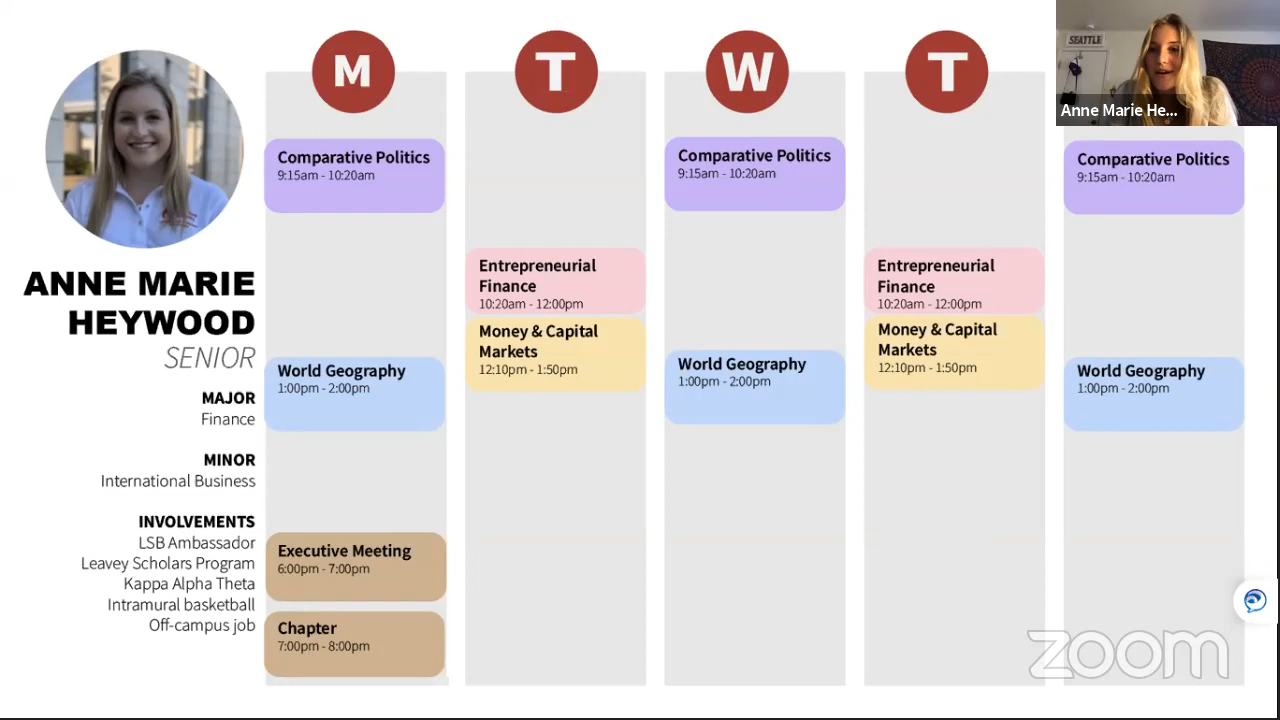 M
T
W
T
SEATTLE
Anne Marie He...
ANNE MARIE
HEYWOOD
SENIOR
MAJOR
Finance
MINOR
International Business
INVOLVEMENTS
LSB Ambassador
Leavey Scholars Program
Kappa Alpha Theta
Intramural basketball
Off-campus job
Comparative Politics
9:15am - 10:20am
World Geography
1:00pm - 2:00pm
Executive Meeting
6:00pm - 7:00pm
Chapter
7:00pm - 8:00pm
Entrepreneurial
Finance
10:20am - 12:00pm
Money & Capital
Markets
12:10pm - 1:50pm
Comparative Politics
9:15am - 10:20am
World Geography
1:00pm - 2:00pm
Entrepreneurial
Finance
10:20am - 12:00pm
Money & Capital
Markets
12:10pm - 1:50pm
Comparative Politics
9:15am - 10:20am
World Geography
1:00pm - 2:00pm
zoom